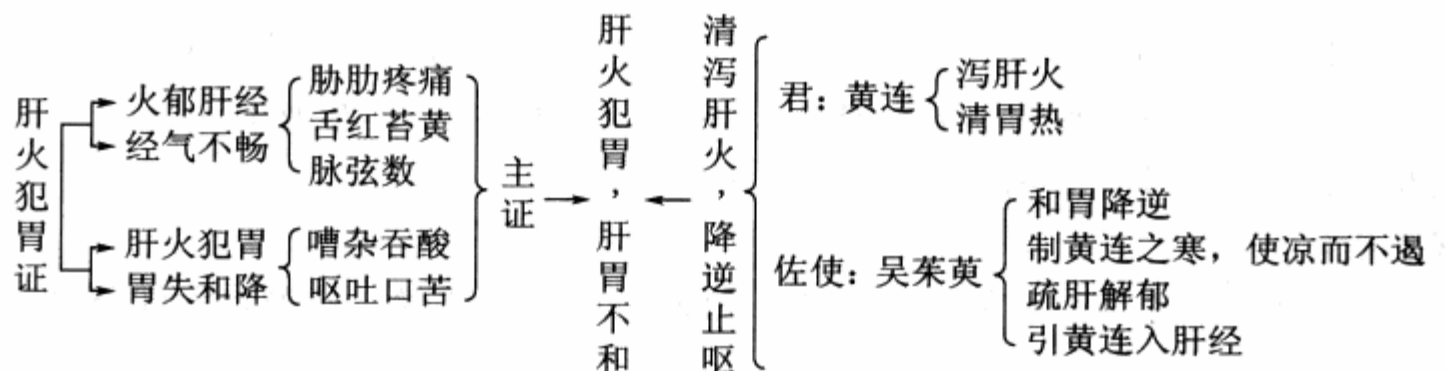 肝火犯胃证
火郁肝经
经气不畅
胁肋疼痛
舌红苔黄
脉弦数
肝火犯胃
胃失和降
嘈杂吞酸
呕吐口苦
主证
肝火犯胃，肝胃不和
清泻肝火，降逆止呕
君：黄连
泻肝火
清胃热
佐使：吴茱萸
和胃降逆
制黄连之寒，使凉而不遏
疏肝解郁
引黄连入肝经